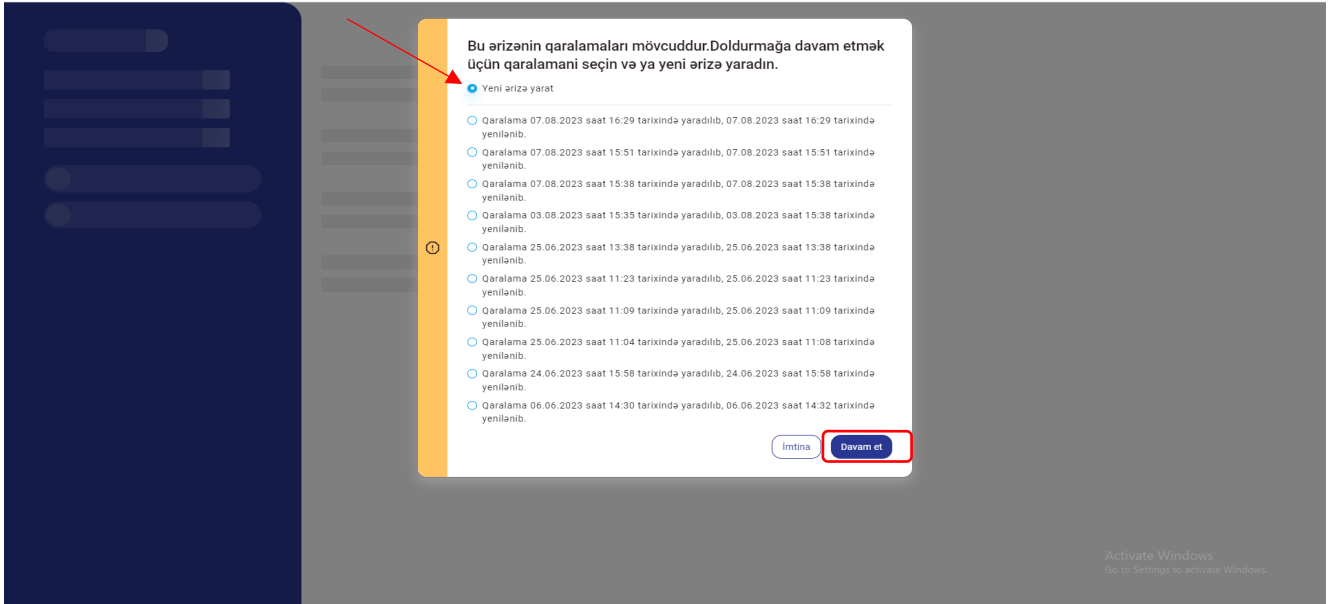 Bu ərizənin qaralamaları mövcuddur.Doldurmağa davam etmək
üçün qaralamani seçin və ya yeni ərizə yaradın.
Yeni ərizə yarat
Qaralama 07.08.2023 saat 16:29 tarixində yaradılıb, 07.08.2023 saat 16:29 tarixində
yenilənib.
Qaralama 07.08.2023 saat 15:51 tarixində yaradılıb, 07.08.2023 saat 15:51 tarixində
yenilənib.
Qaralama 07.08.2023 saat 15:38 tarixində yaradılıb, 07.08.2023 saat 15:38 tarixində
yenilənib.
Qaralama 03.08.2023 saat 15:35 tarixində yaradılıb, 03.08.2023 saat 15:38 tarixində
yenilənib.
Qaralama 25.06.2023 saat 13:38 tarixində yaradılıb, 25.06.2023 saat 13:38 tarixində
yenilənib.
Qaralama 25.06.2023 saat 11:23 tarixində yaradılıb, 25.06.2023 saat 11:23 tarixində
yenilənib.
Qaralama 25.06.2023 saat 11:09 tarixində yaradılıb, 25.06.2023 saat 11:09 tarixində
yenilənib.
Qaralama 25.06.2023 saat 11:04 tarixində yaradılıb, 25.06.2023 saat 11:08 tarixində
yenilənib.
Qaralama 24.06.2023 saat 15:58 tarixində yaradılıb, 24.06.2023 saat 15:58 tarixində
yenilənib.
Qaralama 06.06.2023 saat 14:30 tarixində yaradılıb, 06.06.2023 saat 14:32 tarixində
yenilənib.
İmtina
Davam et
Activate Windows
Go to Settings to activate Windows.